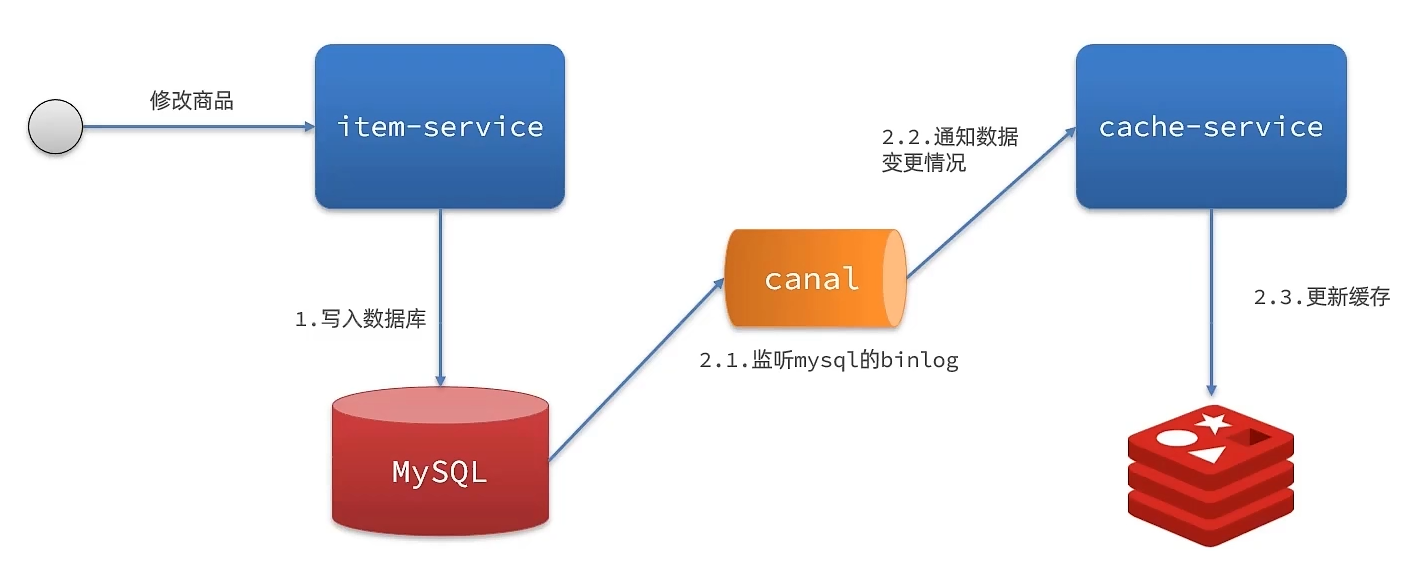 修改商品
item-service
cache-service
2.2.通知数据
变更情况
canal
1.写入数据库
2.3.更新缓存
2.1.监听mysql的binlog
MySQL